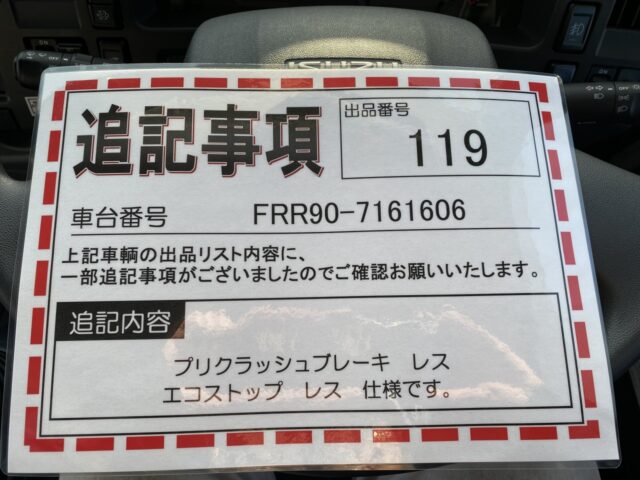 ISUZU
追記事項
出品番号
119
車台番号 FRR90-7161606
上記車輌の出品リスト内容に、
一部追記事項がございましたのでご確認お願いいたします。
追記内容
プリクラッシュブレーキ レス
エコストップ レス 仕様です。